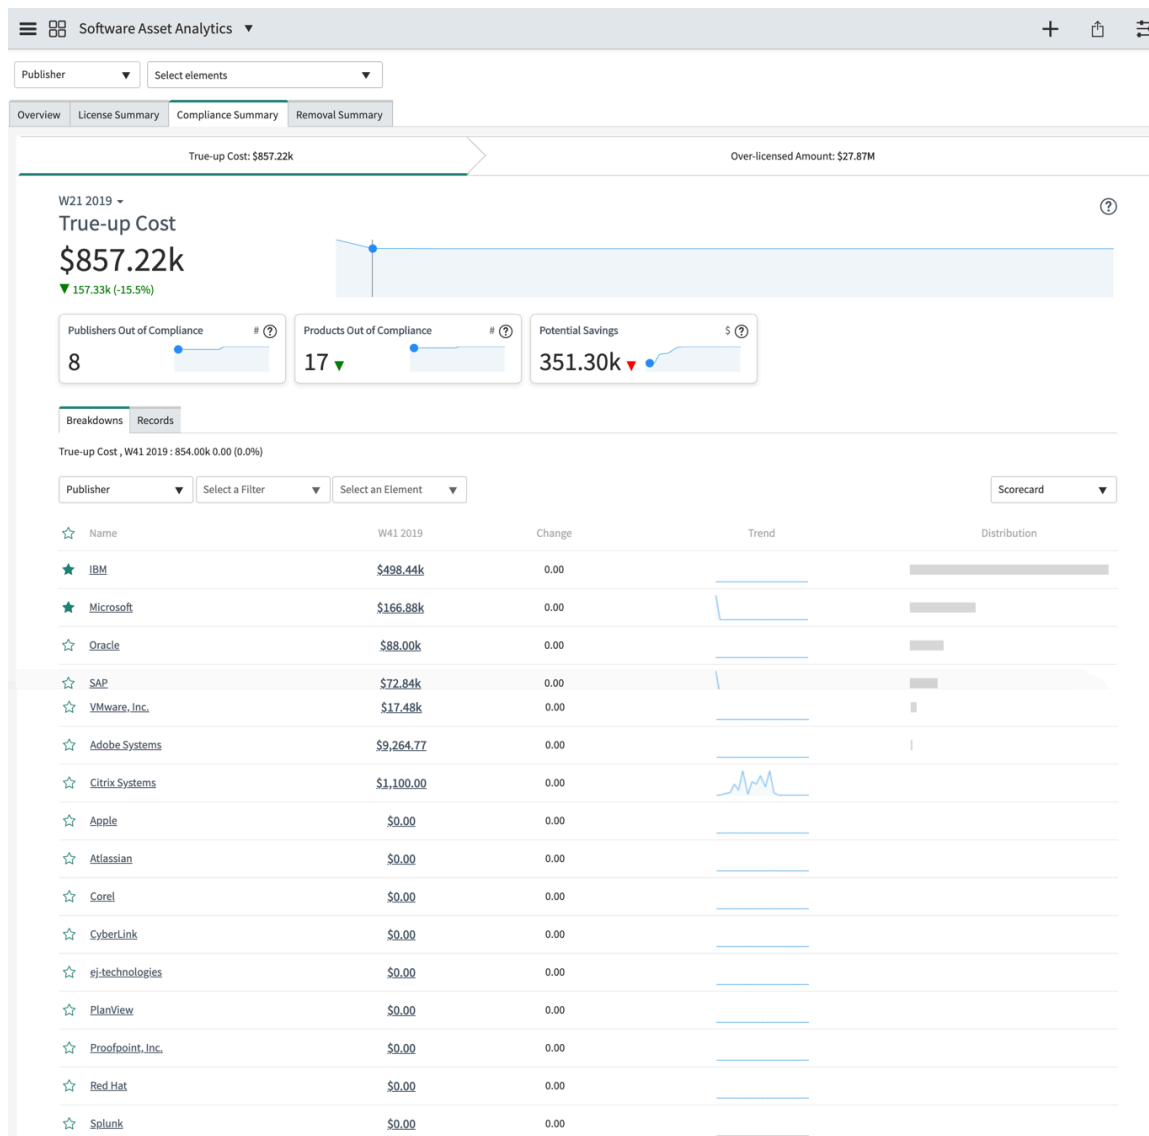 Software Asset Analytics
Publisher Select elements
Overview License Summary Compliance Summary Removal Summary
True-up Cost: $857.22k Over-licensed Amount: $27.87M
W21 2019
True-up Cost
$857.22k
157.33k (-15.5%)
Publishers Out of Compliance # ?
8
Products Out of Compliance # ?
17
Potential Savings $ ?
351.30k
Breakdowns Records
True-up Cost , W41 2019 : 854.00k 0.00 (0.0%)
Publisher Select a Filter Select an Element Scorecard
Name W41 2019 Change Trend Distribution
IBM $498.44k 0.00
Microsoft $166.88k 0.00
Oracle $88.00k 0.00
SAP $72.84k 0.00
VMware, Inc. $17.48k 0.00
Adobe Systems $9,264.77 0.00
Citrix Systems $1,100.00 0.00
Apple $0.00 0.00
Atlassian $0.00 0.00
Corel $0.00 0.00
CyberLink $0.00 0.00
ej-technologies $0.00 0.00
PlanView $0.00 0.00
Proofpoint, Inc. $0.00 0.00
Red Hat $0.00 0.00
Splunk $0.00 0.00